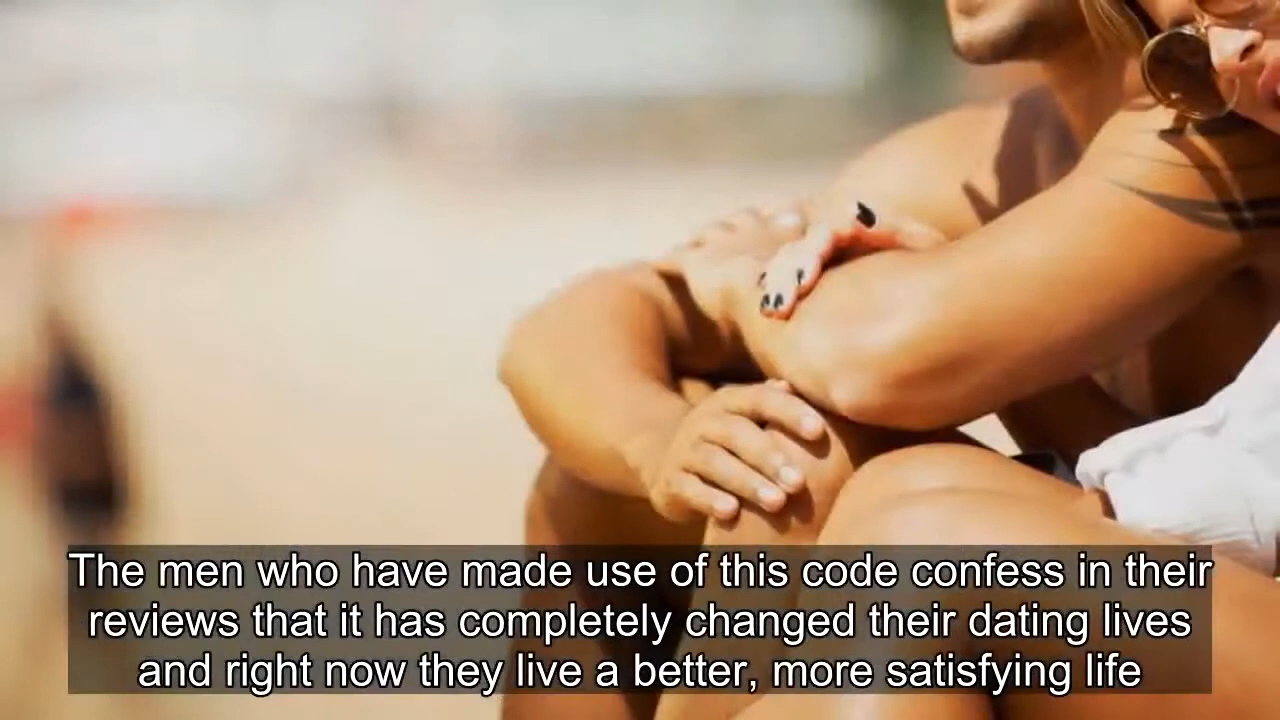 The men who have made use of this code confess in their
reviews that it has completely changed their dating lives
and right now they live a better, more satisfying life